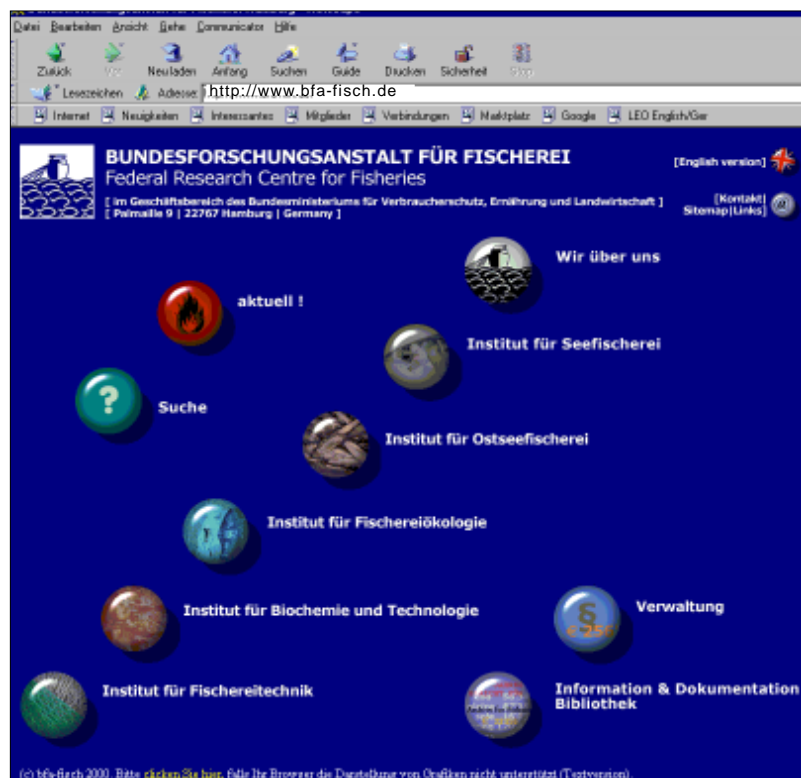 Datei Bearbeiten Ansicht Gehe Communicator Hilfe
Zurück Vor Neu laden Anfang Suchen Guide Drucken Sicherheit Stop
Lesezeichen Adresse http://www.bfa-fisch.de
Internet Neuigkeiten Interessantes Mitglieder Verbindungen Marktplatz Google LEO English/Ger
BUNDESFORSCHUNGSANSTALT FÜR FISCHEREI
[English version]
Federal Research Centre for Fisheries
[ im Geschäftsbereich des Bundesministeriums für Verbraucherschutz, Ernährung und Landwirtschaft ]
[ Palmaille 9 | 22767 Hamburg | Germany ]
[Kontakt|
Sitemap|Links]
@
Wir über uns
aktuell !
Institut für Seefischerei
?
Suche
Institut für Ostseefischerei
Institut für Fischereiökologie
Institut für Biochemie und Technologie
§
€ 25€
Verwaltung
Institut für Fischereitechnik
Information & Dokumentation
Bibliothek
(c) bfa-fisch 2000. Bitte clicken Sie hier, falls Ihr Browser die Darstellung von Grafiken nicht unterstützt (Textversion).